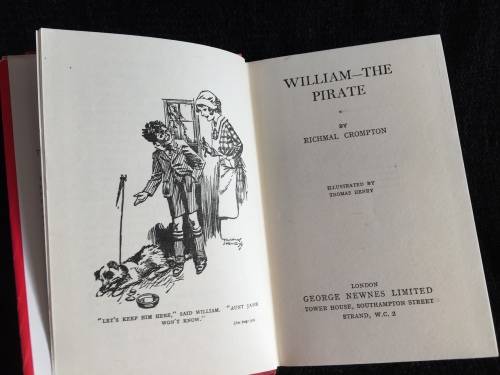 "LET'S KEEP HIM HERE," SAID WILLIAM. "AUNT JANE
WON'T KNOW."
WILLIAM—THE
PIRATE
BY
RICHMAL CROMPTON
ILLUSTRATED BY
THOMAS HENRY
LONDON
GEORGE NEWNES LIMITED
TOWER HOUSE, SOUTHAMPTON STREET
STRAND, W.C. 2